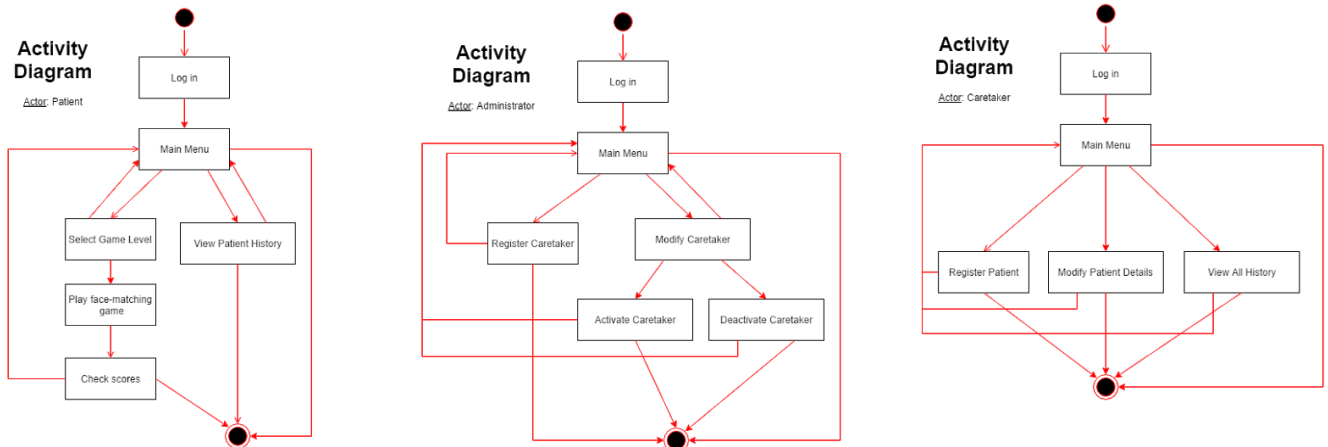 Activity
Diagram
Actor: Patient
Log in
Main Menu
Select Game Level
View Patient History
Play face-matching
game
Check scores
Activity
Diagram
Actor: Administrator
Log in
Main Menu
Register Caretaker
Modify Caretaker
Activate Caretaker
Deactivate Caretaker
Activity
Diagram
Actor: Caretaker
Log in
Main Menu
Register Patient
Modify Patient Details
View All History